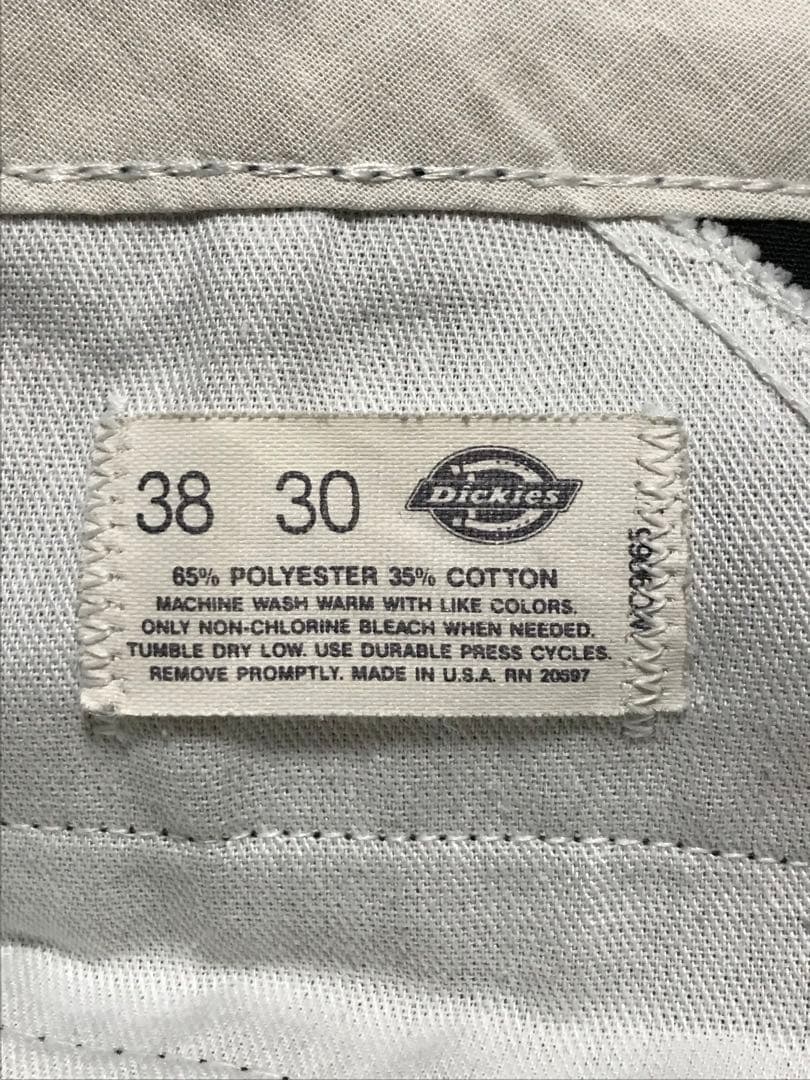 38 30 Dickies
65% POLYESTER 35% COTTON
MACHINE WASH WARM WITH LIKE COLORS.
ONLY NON-CHLORINE BLEACH WHEN NEEDED.
TUMBLE DRY LOW. USE DURABLE PRESS CYCLES.
REMOVE PROMPTLY. MADE IN U.S.A. RN 20697